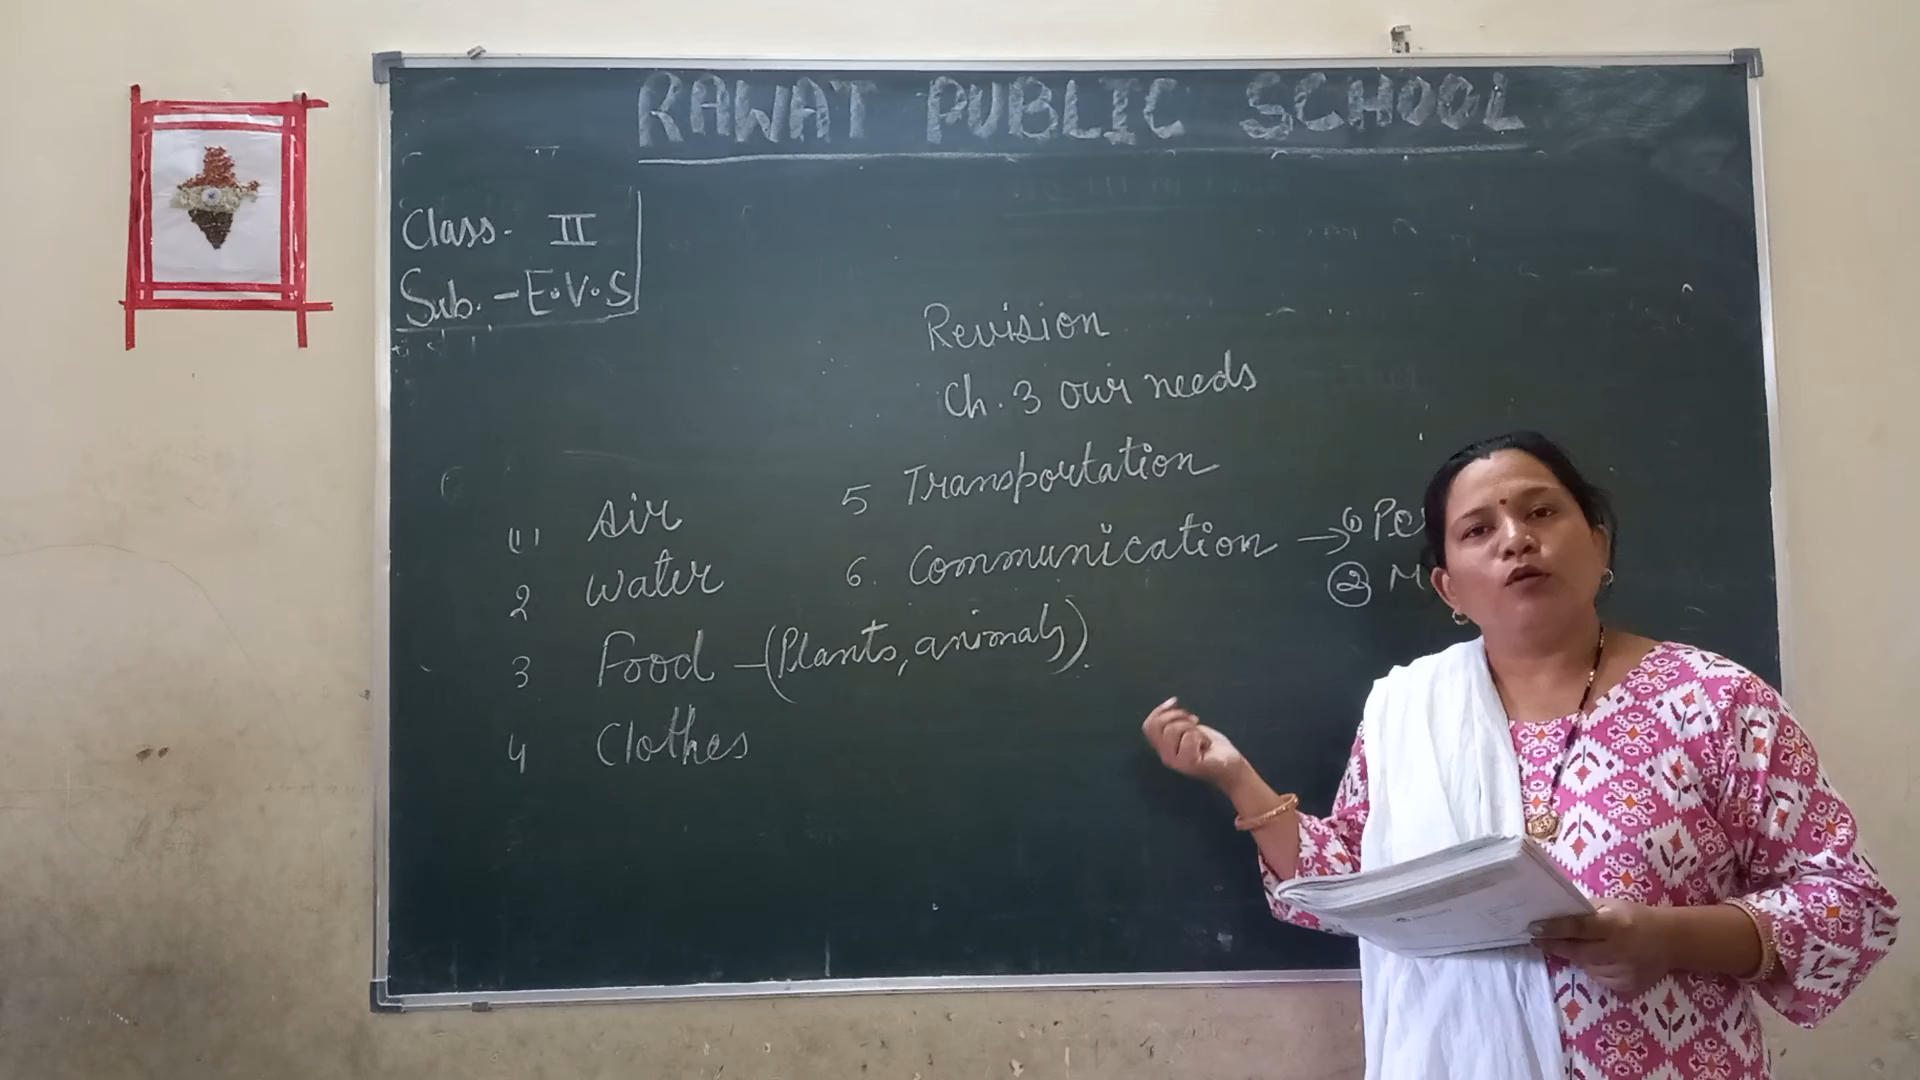 RAWAT PUBLIC SCHOOL
Class- III
Sub.-E.V.S
Revision
Ch. 3 our needs
(1) Air
2 Water
3 Food -(Plants, animals).
4 Clothes
5 Transportation
6. Communication →